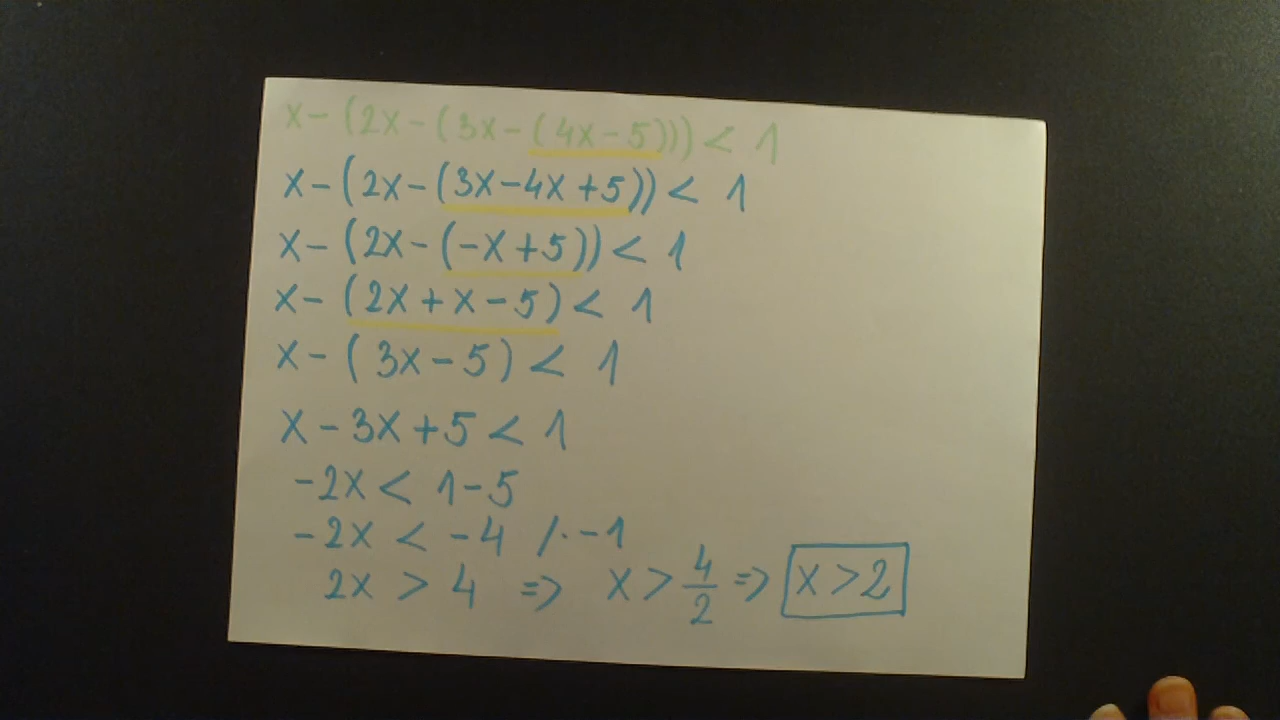 x-(2x-(3x-(4x-5)))<1
x-(2x-(3x-4x+5))<1
x-(2x-(-x+5))<1
x-(2x+x-5)<1
x-(3x-5)<1
x-3x+5<1
-2x<1-5
-2x<-4 /·-1
2x>4 => x>4/2 => x>2